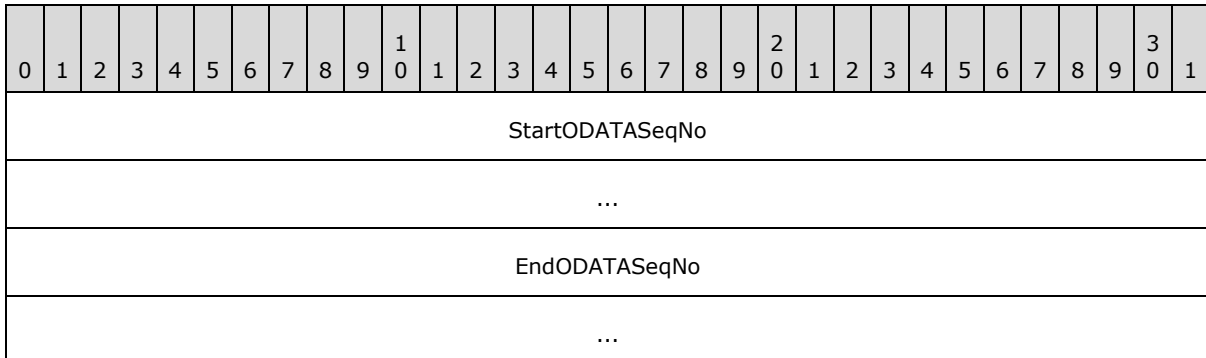 0 1 2 3 4 5 6 7 8 9 1 0 1 2 3 4 5 6 7 8 9 2 0 1 2 3 4 5 6 7 8 9 3 0 1
StartODATASeqNo
...
EndODATASeqNo
...